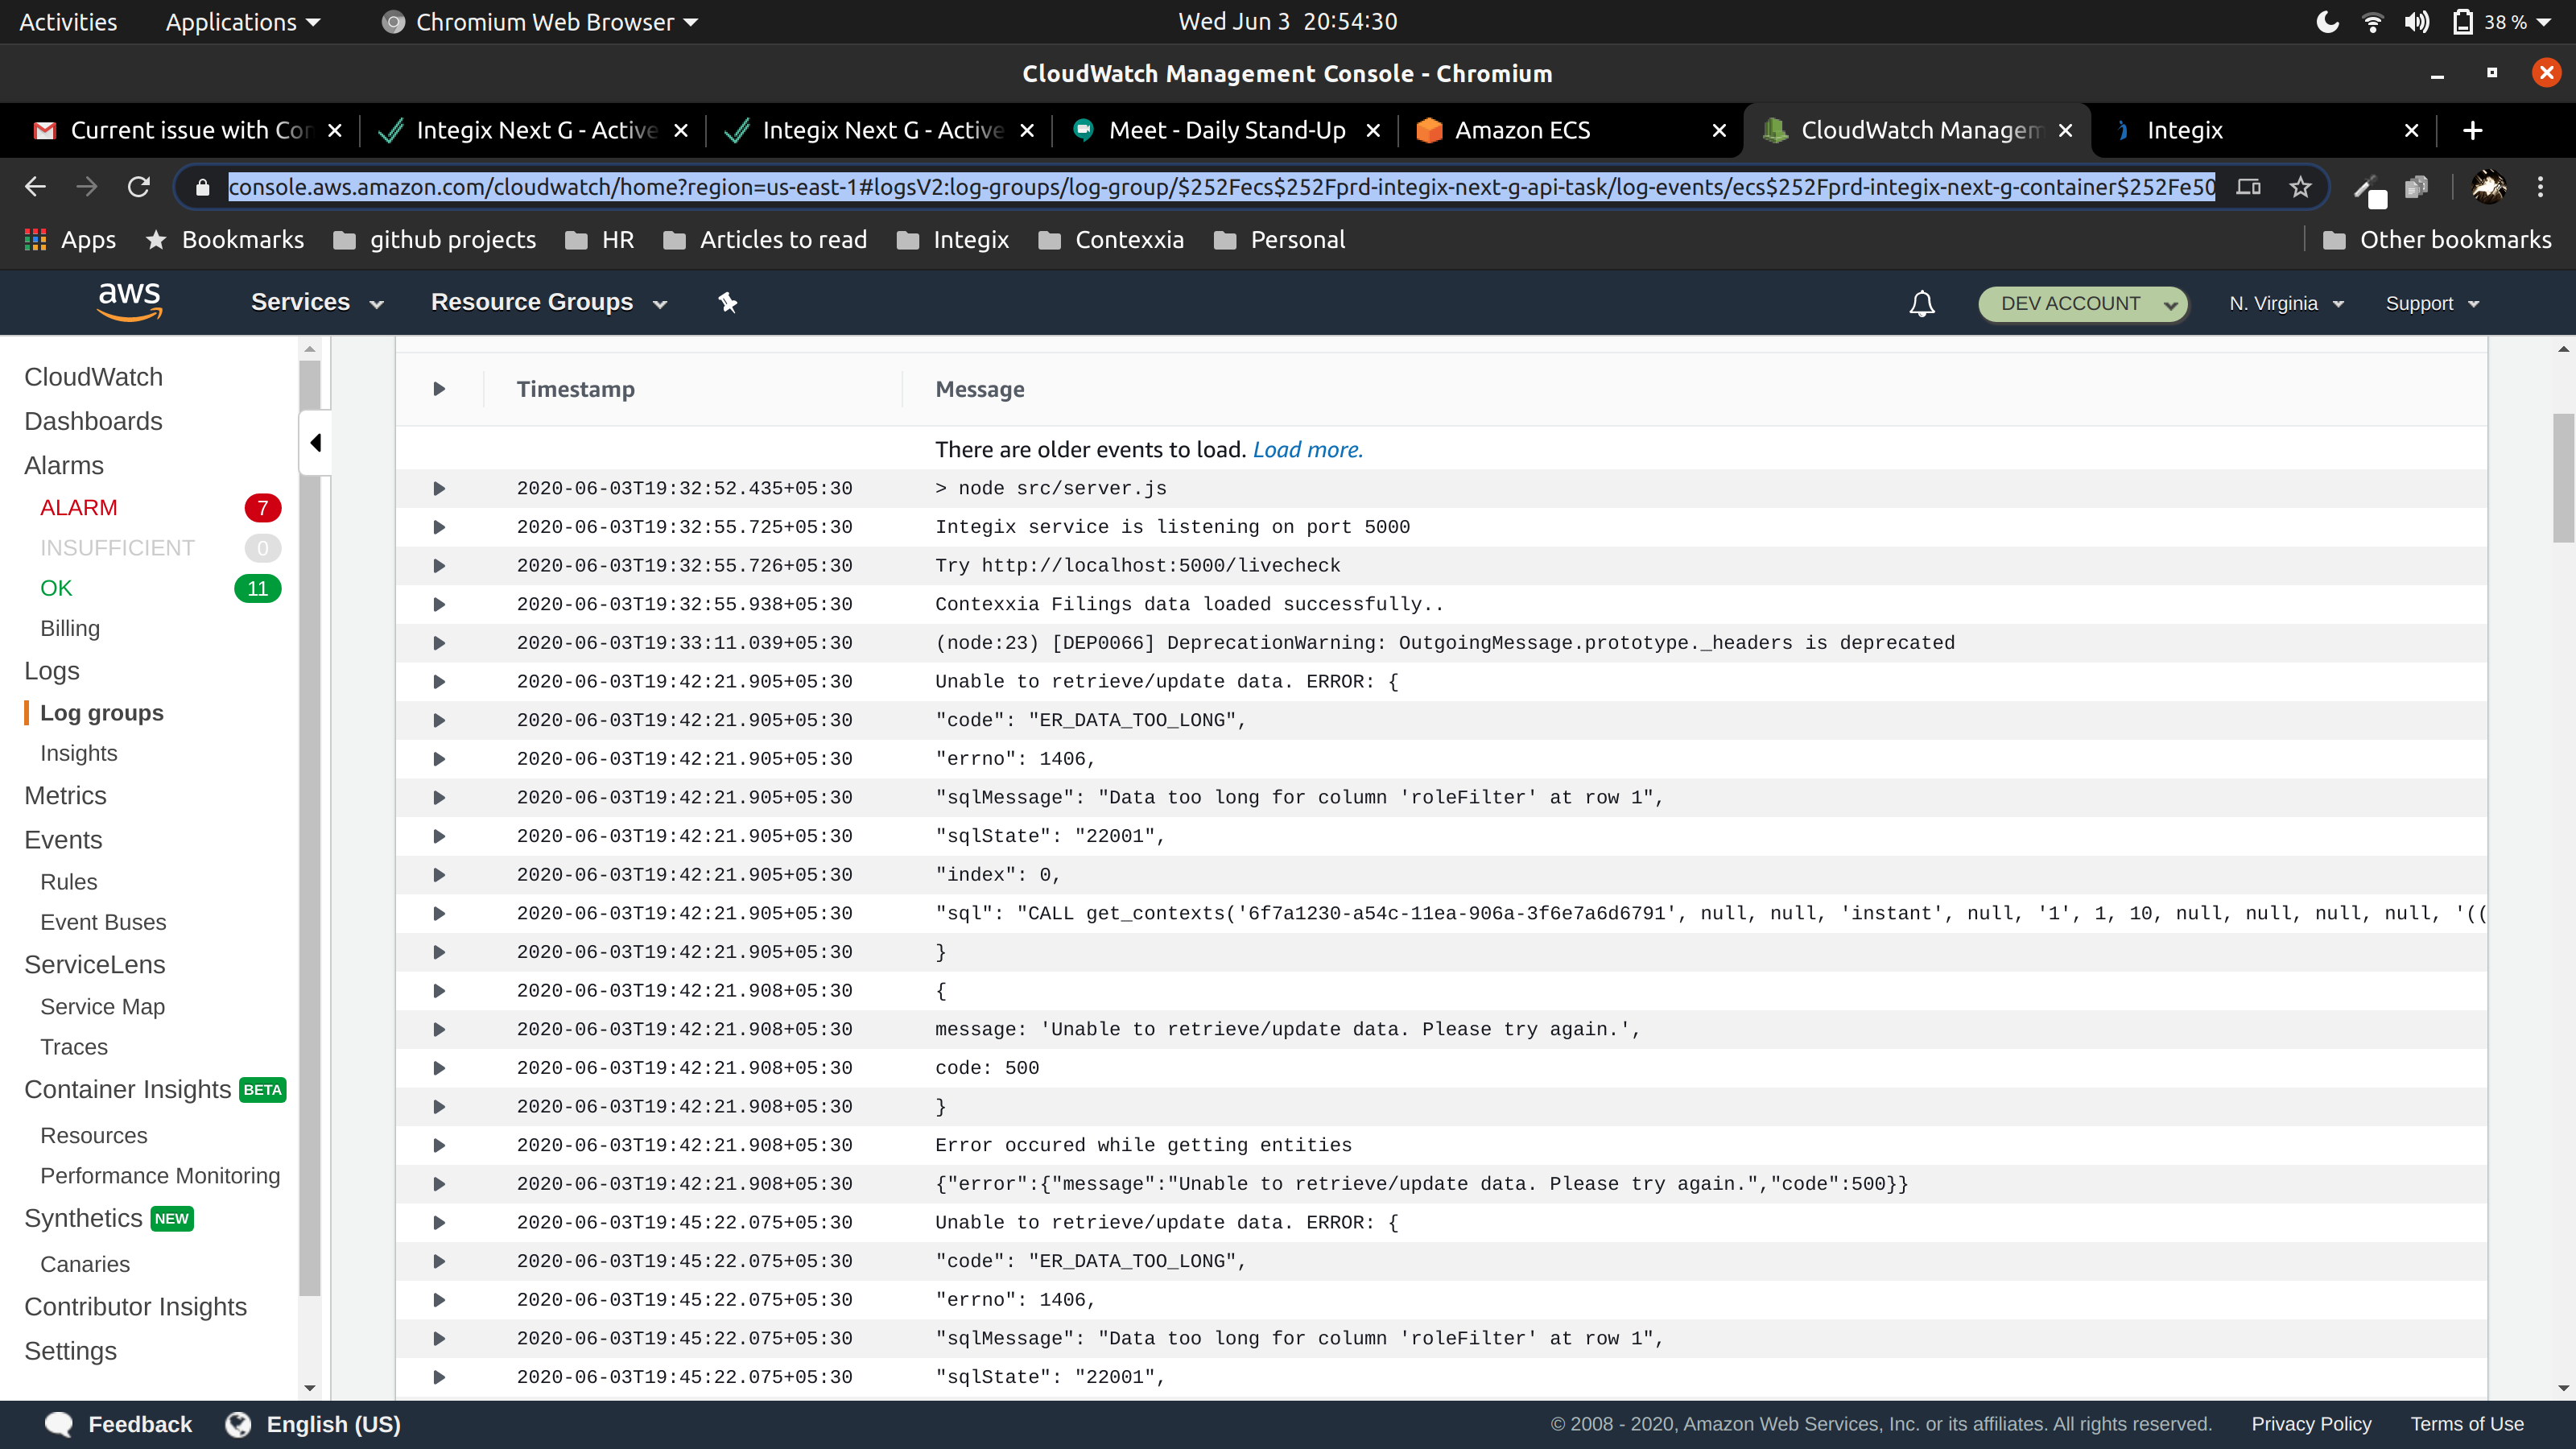 Activities Applications Chromium Web Browser Wed Jun 3 20:54:30 38 %
CloudWatch Management Console - Chromium
Current issue with Con Integix Next G - Active Integix Next G - Active Meet - Daily Stand-Up Amazon ECS CloudWatch Managem Integix
console.aws.amazon.com/cloudwatch/home?region=us-east-1#logsV2:log-groups/log-group/$252Fecs$252Fprd-integix-next-g-api-task/log-events/ecs$252Fprd-integix-next-g-container$252Fe50
Apps Bookmarks github projects HR Articles to read Integix Contexxia Personal Other bookmarks
aws Services Resource Groups DEV ACCOUNT N. Virginia Support
CloudWatch
Dashboards
Alarms
ALARM 7
INSUFFICIENT 0
OK 11
Billing
Logs
Log groups
Insights
Metrics
Events
Rules
Event Buses
ServiceLens
Service Map
Traces
Container Insights BETA
Resources
Performance Monitoring
Synthetics NEW
Canaries
Contributor Insights
Settings
Timestamp Message
There are older events to load. Load more.
2020-06-03T19:32:52.435+05:30 > node src/server.js
2020-06-03T19:32:55.725+05:30 Integix service is listening on port 5000
2020-06-03T19:32:55.726+05:30 Try http://localhost:5000/livecheck
2020-06-03T19:32:55.938+05:30 Contexxia Filings data loaded successfully..
2020-06-03T19:33:11.039+05:30 (node:23) [DEP0066] DeprecationWarning: OutgoingMessage.prototype._headers is deprecated
2020-06-03T19:42:21.905+05:30 Unable to retrieve/update data. ERROR: {
2020-06-03T19:42:21.905+05:30 "code": "ER_DATA_TOO_LONG",
2020-06-03T19:42:21.905+05:30 "errno": 1406,
2020-06-03T19:42:21.905+05:30 "sqlMessage": "Data too long for column 'roleFilter' at row 1",
2020-06-03T19:42:21.905+05:30 "sqlState": "22001",
2020-06-03T19:42:21.905+05:30 "index": 0,
2020-06-03T19:42:21.905+05:30 "sql": "CALL get_contexts('6f7a1230-a54c-11ea-906a-3f6e7a6d6791', null, null, 'instant', null, '1', 1, 10, null, null, null, null, '((
2020-06-03T19:42:21.905+05:30 }
2020-06-03T19:42:21.908+05:30 {
2020-06-03T19:42:21.908+05:30 message: 'Unable to retrieve/update data. Please try again.',
2020-06-03T19:42:21.908+05:30 code: 500
2020-06-03T19:42:21.908+05:30 }
2020-06-03T19:42:21.908+05:30 Error occured while getting entities
2020-06-03T19:42:21.908+05:30 {"error":{"message":"Unable to retrieve/update data. Please try again.","code":500}}
2020-06-03T19:45:22.075+05:30 Unable to retrieve/update data. ERROR: {
2020-06-03T19:45:22.075+05:30 "code": "ER_DATA_TOO_LONG",
2020-06-03T19:45:22.075+05:30 "errno": 1406,
2020-06-03T19:45:22.075+05:30 "sqlMessage": "Data too long for column 'roleFilter' at row 1",
2020-06-03T19:45:22.075+05:30 "sqlState": "22001",
Feedback English (US) © 2008 - 2020, Amazon Web Services, Inc. or its affiliates. All rights reserved. Privacy Policy Terms of Use